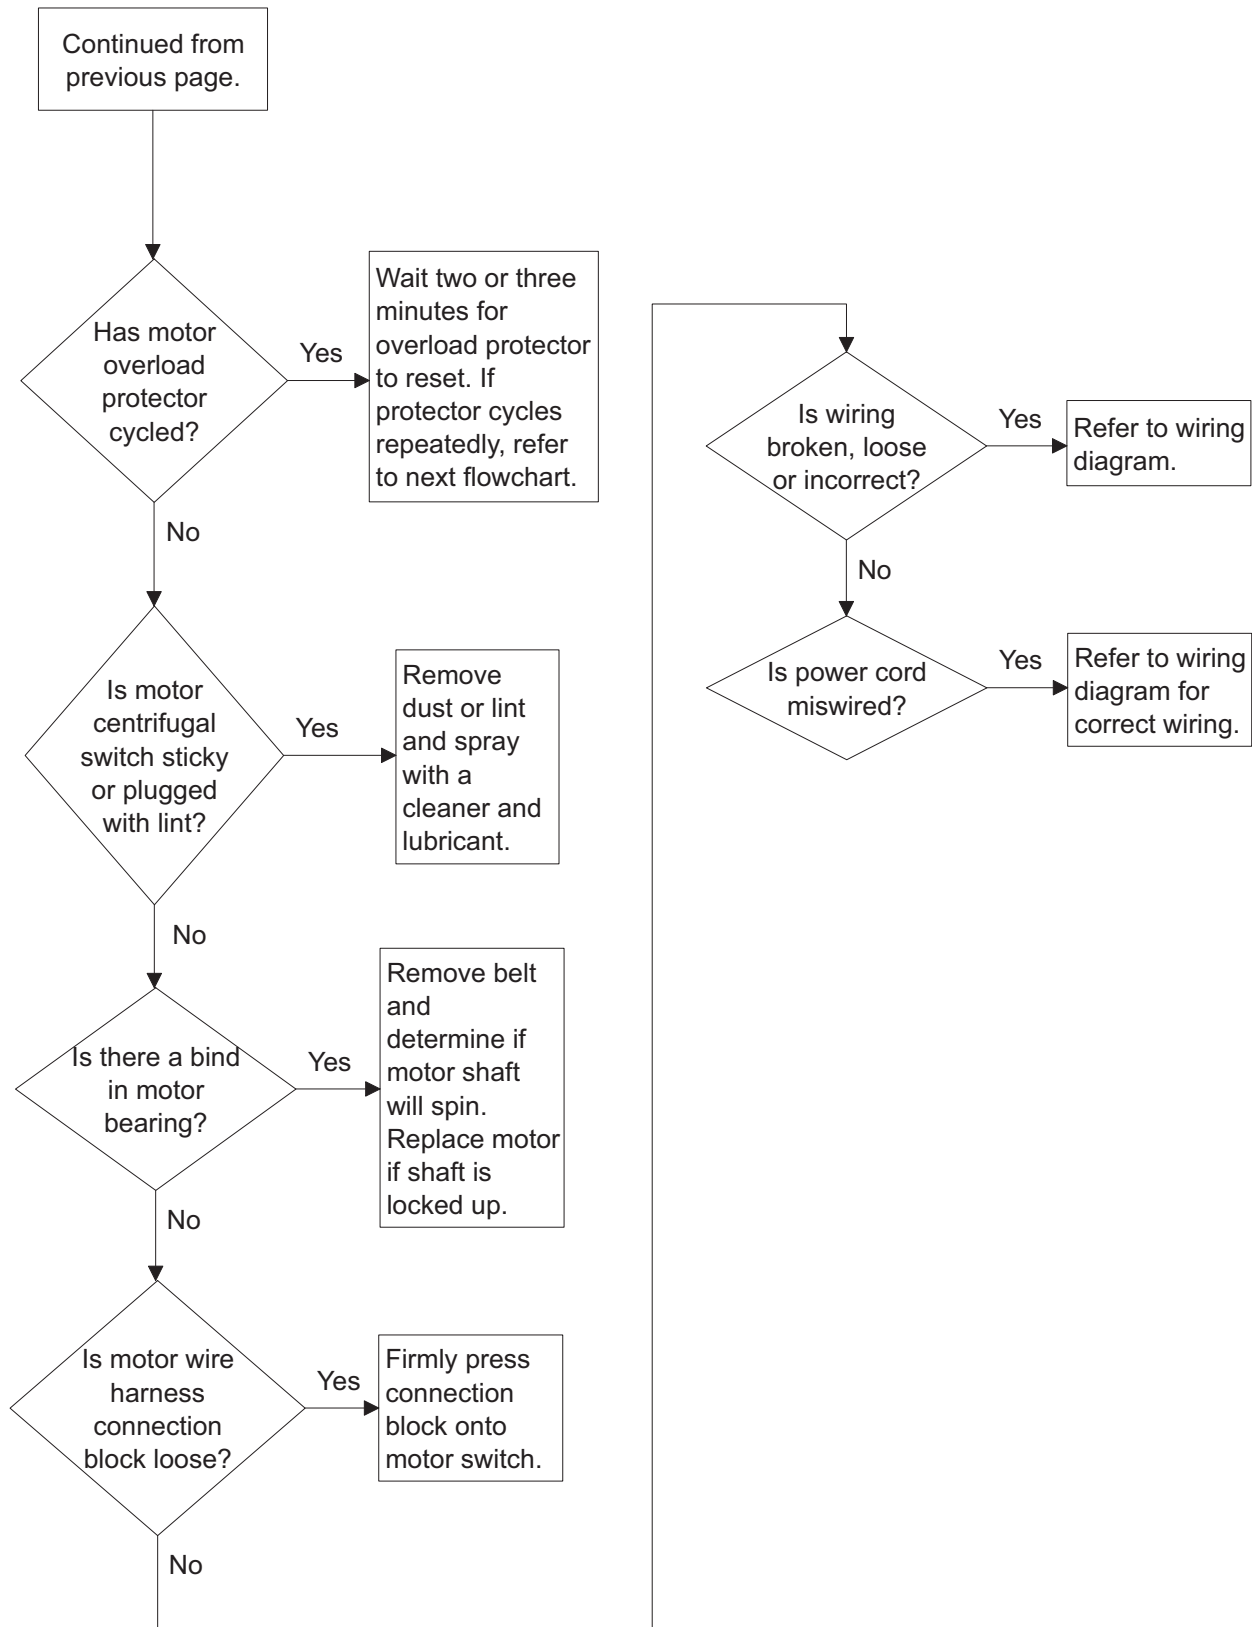 Continued from
previous page.
Has motor
overload
protector
cycled?
Yes
Wait two or three
minutes for
overload protector
to reset. If
protector cycles
repeatedly, refer
to next flowchart.
No
Is motor
centrifugal
switch sticky
or plugged
with lint?
Yes
Remove
dust or lint
and spray
with a
cleaner and
lubricant.
No
Is there a bind
in motor
bearing?
Yes
Remove belt
and
determine if
motor shaft
will spin.
Replace motor
if shaft is
locked up.
No
Is motor wire
harness
connection
block loose?
Yes
Firmly press
connection
block onto
motor switch.
No
Is wiring
broken, loose
or incorrect?
Yes
Refer to wiring
diagram.
No
Is power cord
miswired?
Yes
Refer to wiring
diagram for
correct wiring.